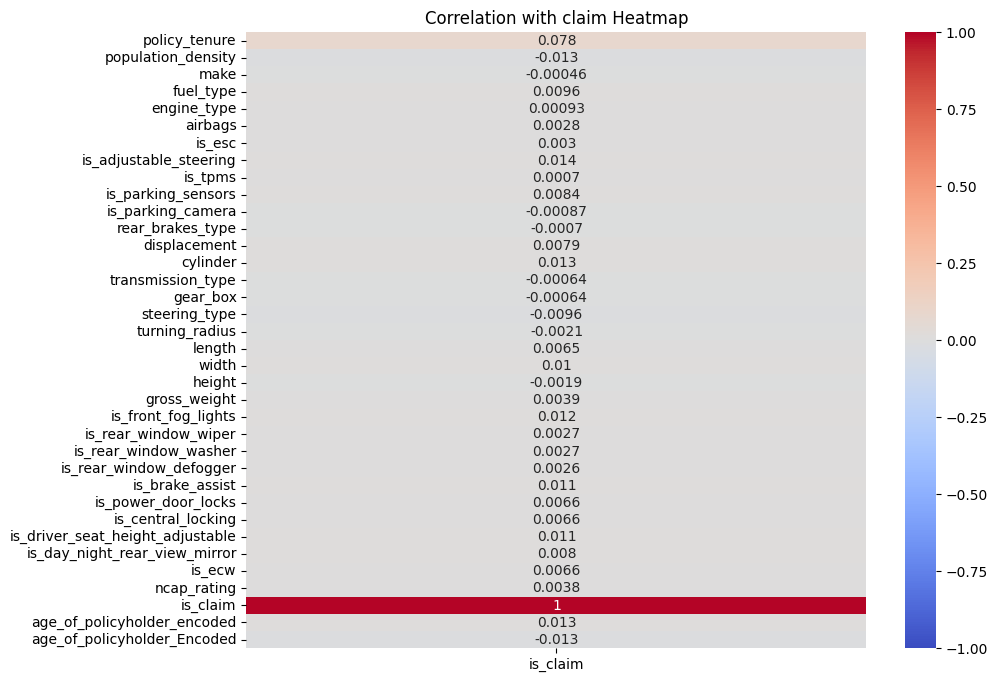 Correlation with claim Heatmap
policy_tenure 0.078
population_density -0.013
make -0.00046
fuel_type 0.0096
engine_type 0.00093
airbags 0.0028
is_esc 0.003
is_adjustable_steering 0.014
is_tpms 0.0007
is_parking_sensors 0.0084
is_parking_camera -0.00087
rear_brakes_type -0.0007
displacement 0.0079
cylinder 0.013
transmission_type -0.00064
gear_box -0.00064
steering_type -0.0096
turning_radius -0.0021
length 0.0065
width 0.01
height -0.0019
gross_weight 0.0039
is_front_fog_lights 0.012
is_rear_window_wiper 0.0027
is_rear_window_washer 0.0027
is_rear_window_defogger 0.0026
is_brake_assist 0.011
is_power_door_locks 0.0066
is_central_locking 0.0066
is_driver_seat_height_adjustable 0.011
is_day_night_rear_view_mirror 0.008
is_ecw 0.0066
ncap_rating 0.0038
is_claim 1
age_of_policyholder_encoded 0.013
age_of_policyholder_Encoded -0.013
is_claim
1.00
0.75
0.50
0.25
0.00
−0.25
−0.50
−0.75
−1.00